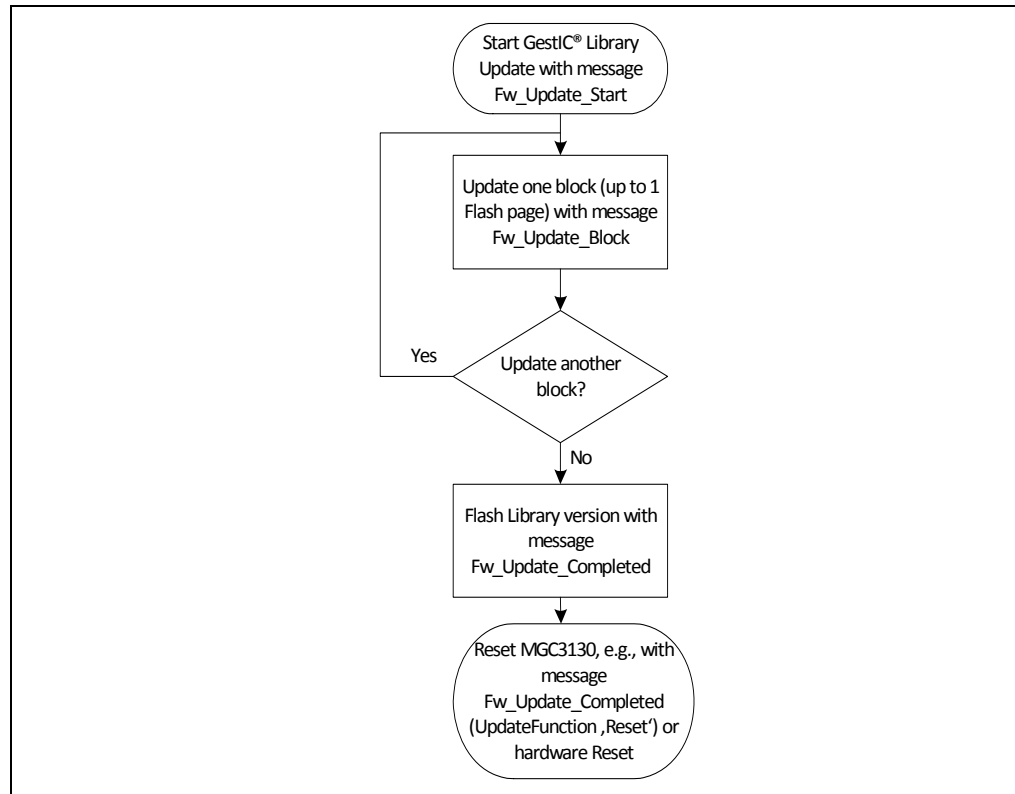 Start GestIC® Library
Update with message
Fw_Update_Start
Update one block (up to 1
Flash page) with message
Fw_Update_Block
Yes
Update another
block?
No
Flash Library version with
message
Fw_Update_Completed
Reset MGC3130, e.g., with
message
Fw_Update_Completed
(UpdateFunction ‚Reset‘) or
hardware Reset